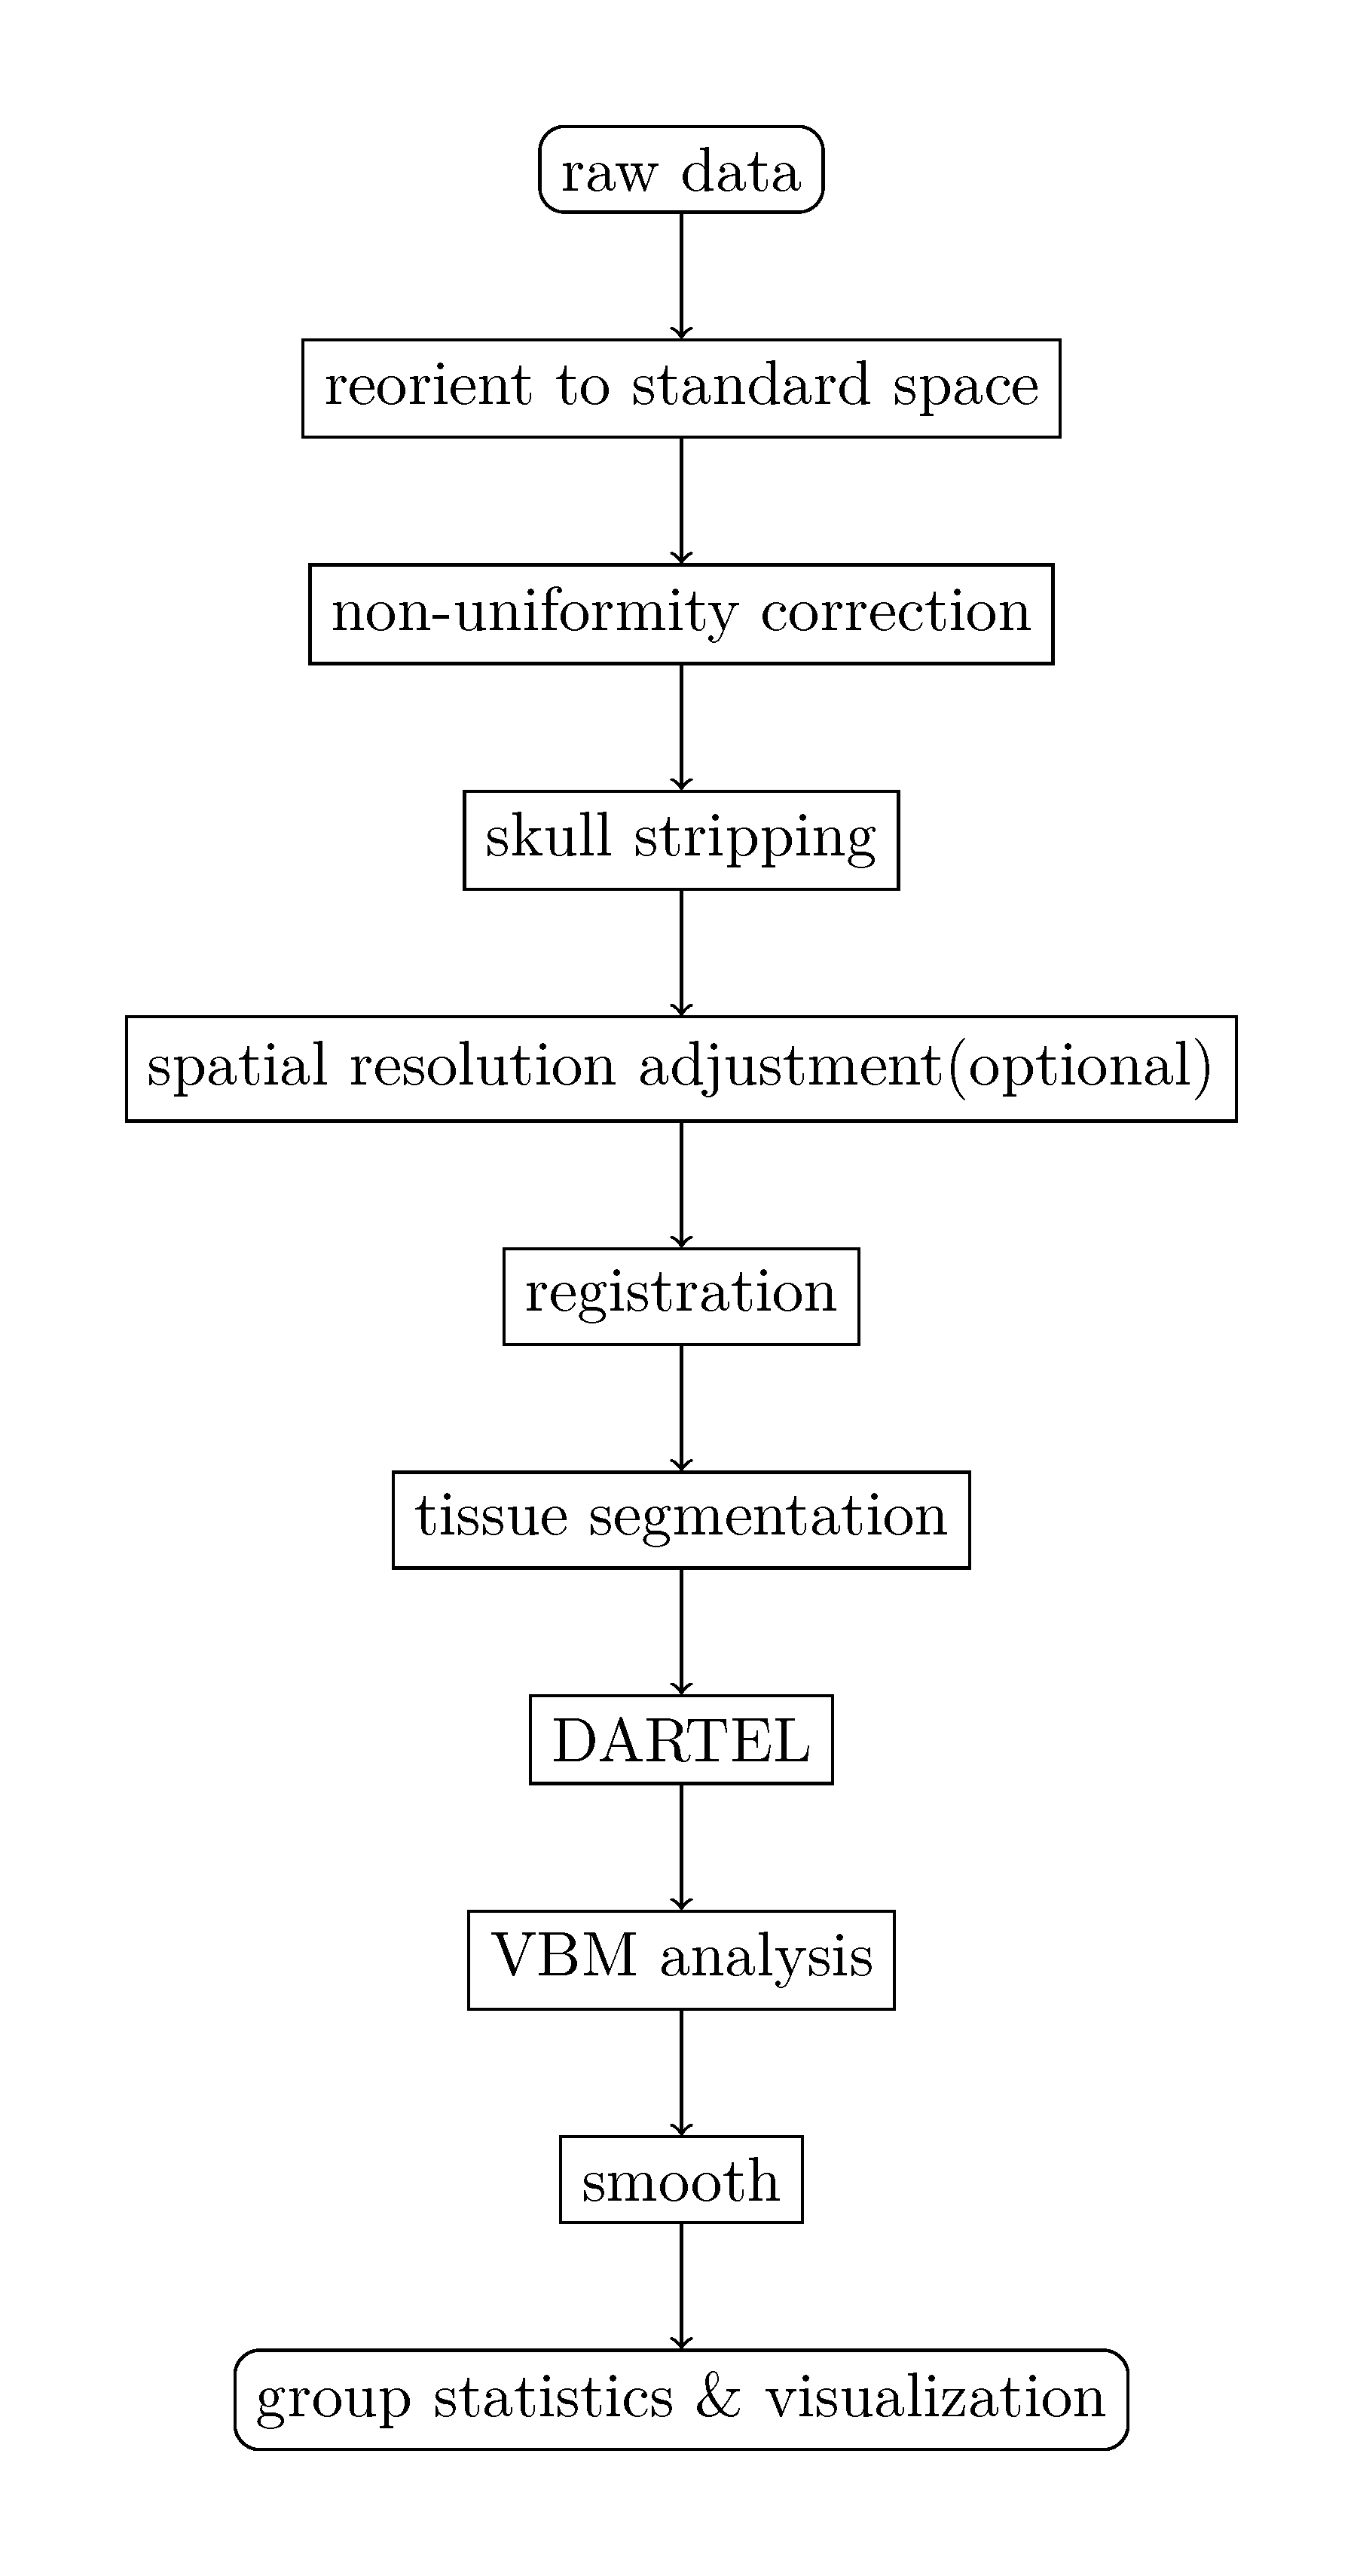 raw data
reorient to standard space
non-uniformity correction
skull stripping
spatial resolution adjustment(optional)
registration
tissue segmentation
DARTEL
VBM analysis
smooth
group statistics & visualization